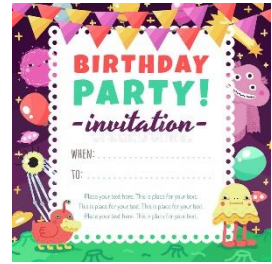 BIRTHDAY
PARTY!
-invitation-
WHEN:
TO:
Place your text here. This is place for your text.
This is place for your text. This is place for your text.
Place your text here. This is place for your text.